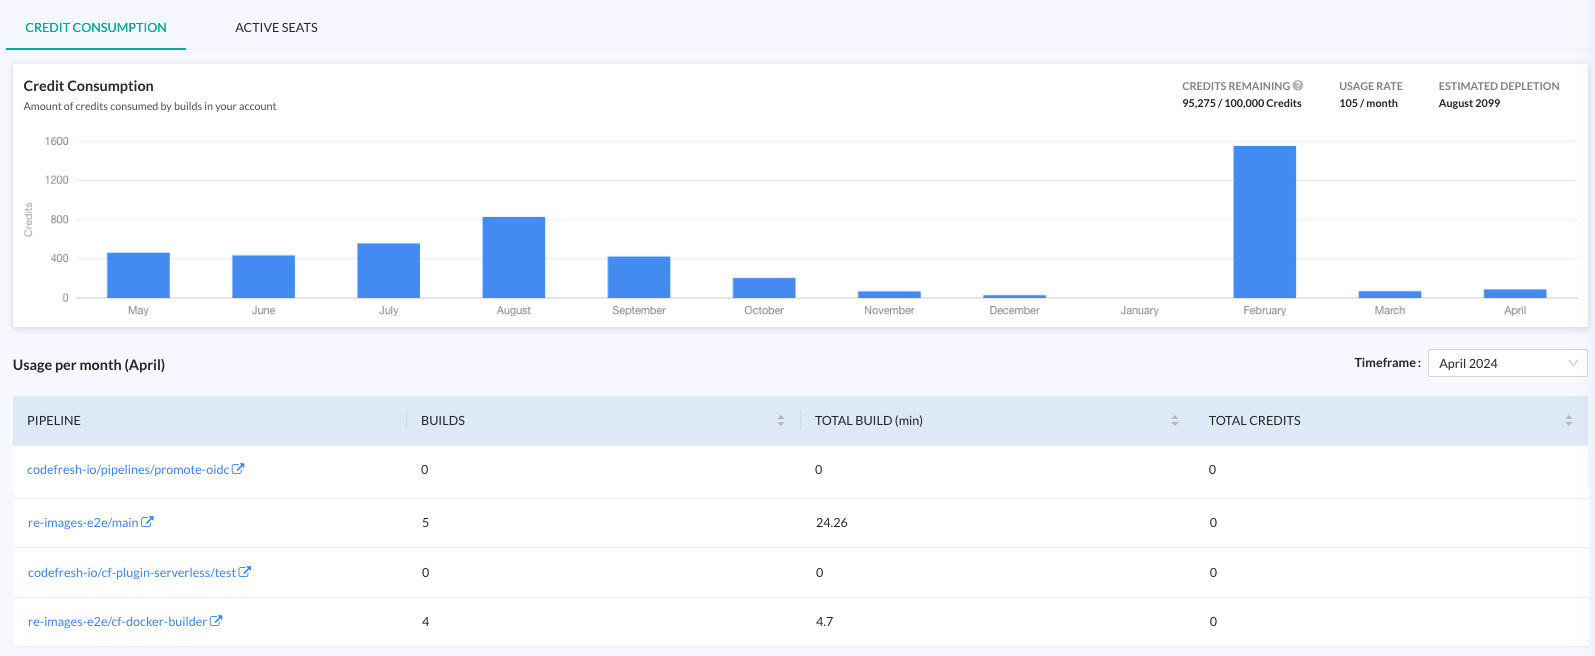 CREDIT CONSUMPTION ACTIVE SEATS
Credit Consumption
Amount of credits consumed by builds in your account
CREDITS REMAINING ? USAGE RATE ESTIMATED DEPLETION
95,275 / 100,000 Credits 105 / month August 2099
Credits
1600
1200
800
400
0
May June July August September October November December January February March April
Usage per month (April) Timeframe : April 2024
PIPELINE BUILDS TOTAL BUILD (min) TOTAL CREDITS
codefresh-io/pipelines/promote-oidc 0 0 0
re-images-e2e/main 5 24.26 0
codefresh-io/cf-plugin-serverless/test 0 0 0
re-images-e2e/cf-docker-builder 4 4.7 0